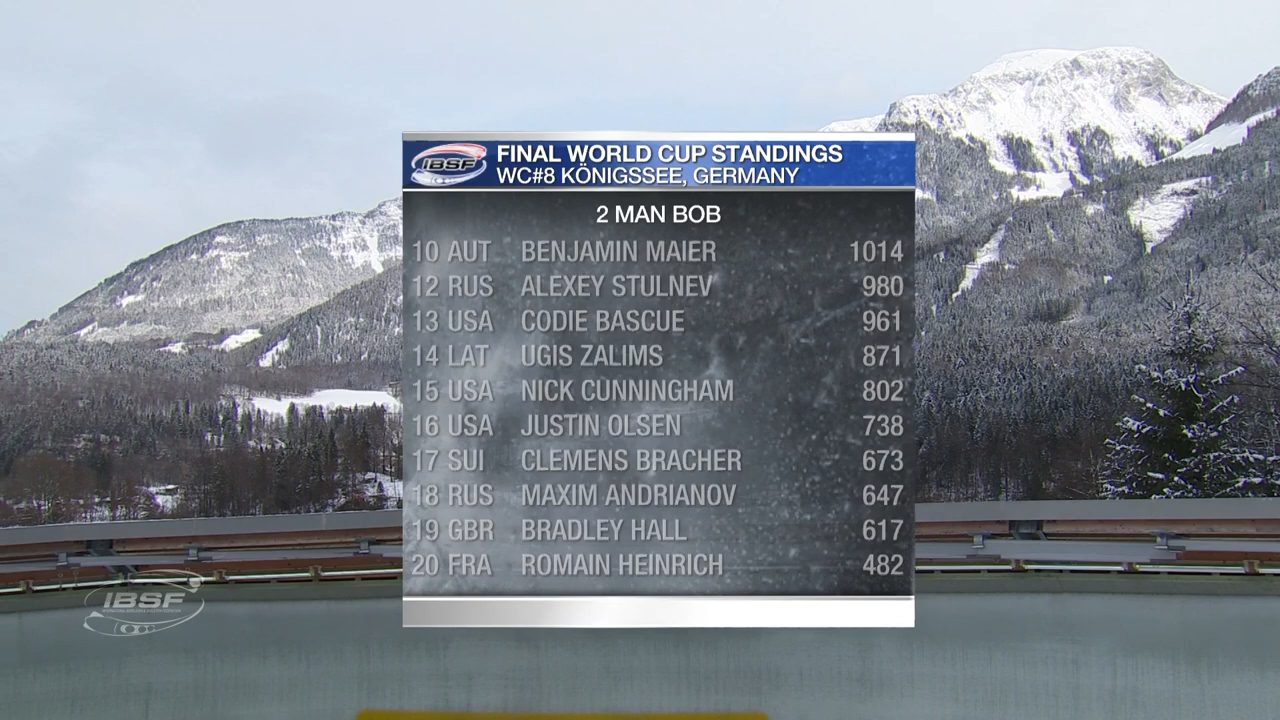 IBSF
FINAL WORLD CUP STANDINGS
WC#8 KÖNIGSSEE, GERMANY
2 MAN BOB
10 AUT BENJAMIN MAIER 1014
12 RUS ALEXEY STULNEV 980
13 USA CODIE BASCUE 961
14 LAT UGIS ZALIMS 871
15 USA NICK CUNNINGHAM 802
16 USA JUSTIN OLSEN 738
17 SUI CLEMENS BRACHER 673
18 RUS MAXIM ANDRIANOV 647
19 GBR BRADLEY HALL 617
20 FRA ROMAIN HEINRICH 482
IBSF